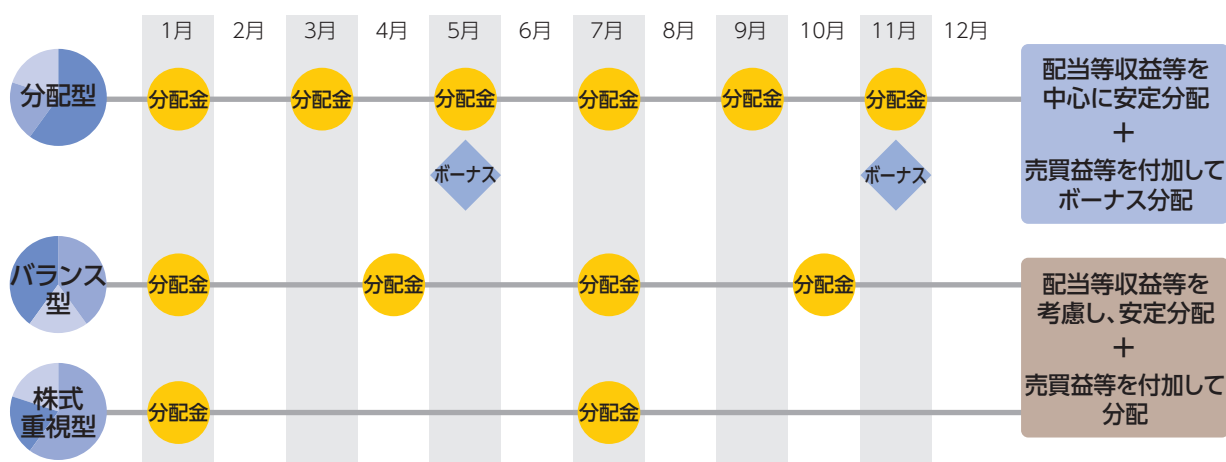 1月 2月 3月 4月 5月 6月 7月 8月 9月 10月 11月 12月
分配型
分配金 分配金 分配金 分配金 分配金 分配金
ボーナス ボーナス
配当等収益等を
中心に安定分配
+
売買益等を付加して
ボーナス分配
バランス
型
分配金 分配金 分配金 分配金
株式
重視型
分配金 分配金
配当等収益等を
考慮し、安定分配
+
売買益等を付加して
分配